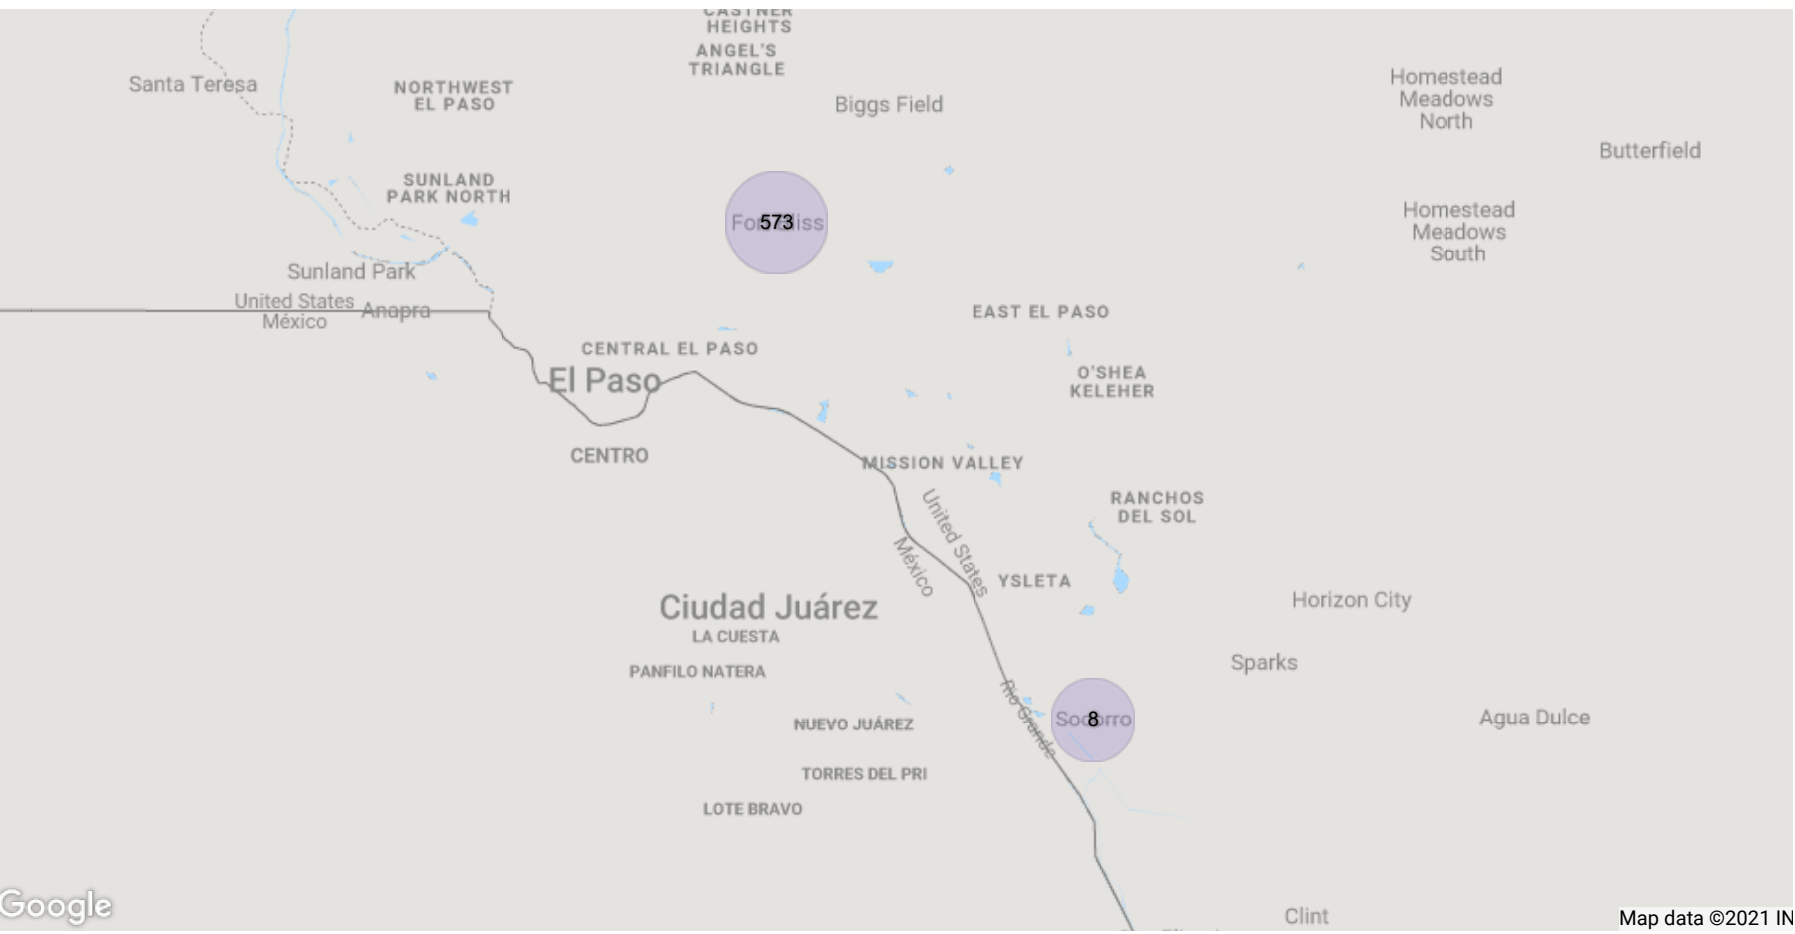 CASTNER
HEIGHTS
ANGEL'S
TRIANGLE
Santa Teresa
NORTHWEST
EL PASO
Biggs Field
Homestead
Meadows
North
Butterfield
SUNLAND
PARK NORTH
573
Homestead
Meadows
South
Sunland Park
United States
México
Anapra
EAST EL PASO
CENTRAL EL PASO
El Paso
O'SHEA
KELEHER
CENTRO
MISSION VALLEY
United States
México
RANCHOS
DEL SOL
YSLETA
Ciudad Juárez
LA CUESTA
PANFILO NATERA
Horizon City
Sparks
Rio Grande
Socorro
8
Agua Dulce
NUEVO JUÁREZ
TORRES DEL PRI
LOTE BRAVO
Google
Clint
Map data ©2021 IN